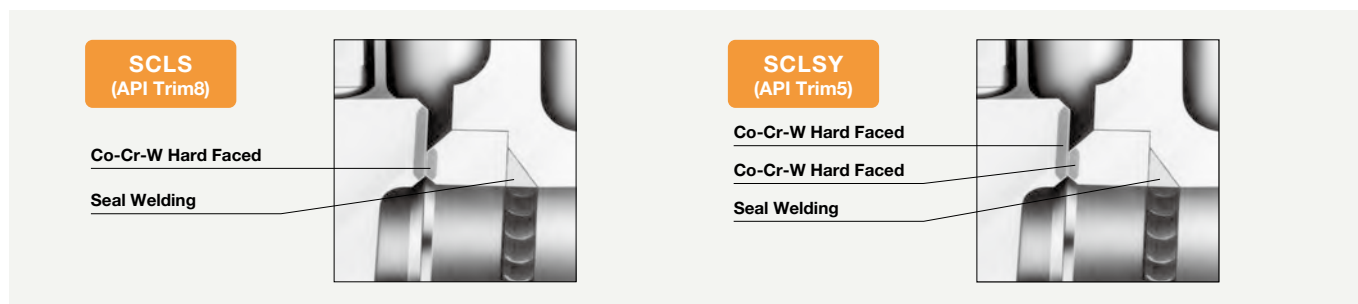 SCLS
(API Trim8)
Co-Cr-W Hard Faced
Seal Welding
SCLSY
(API Trim5)
Co-Cr-W Hard Faced
Co-Cr-W Hard Faced
Seal Welding